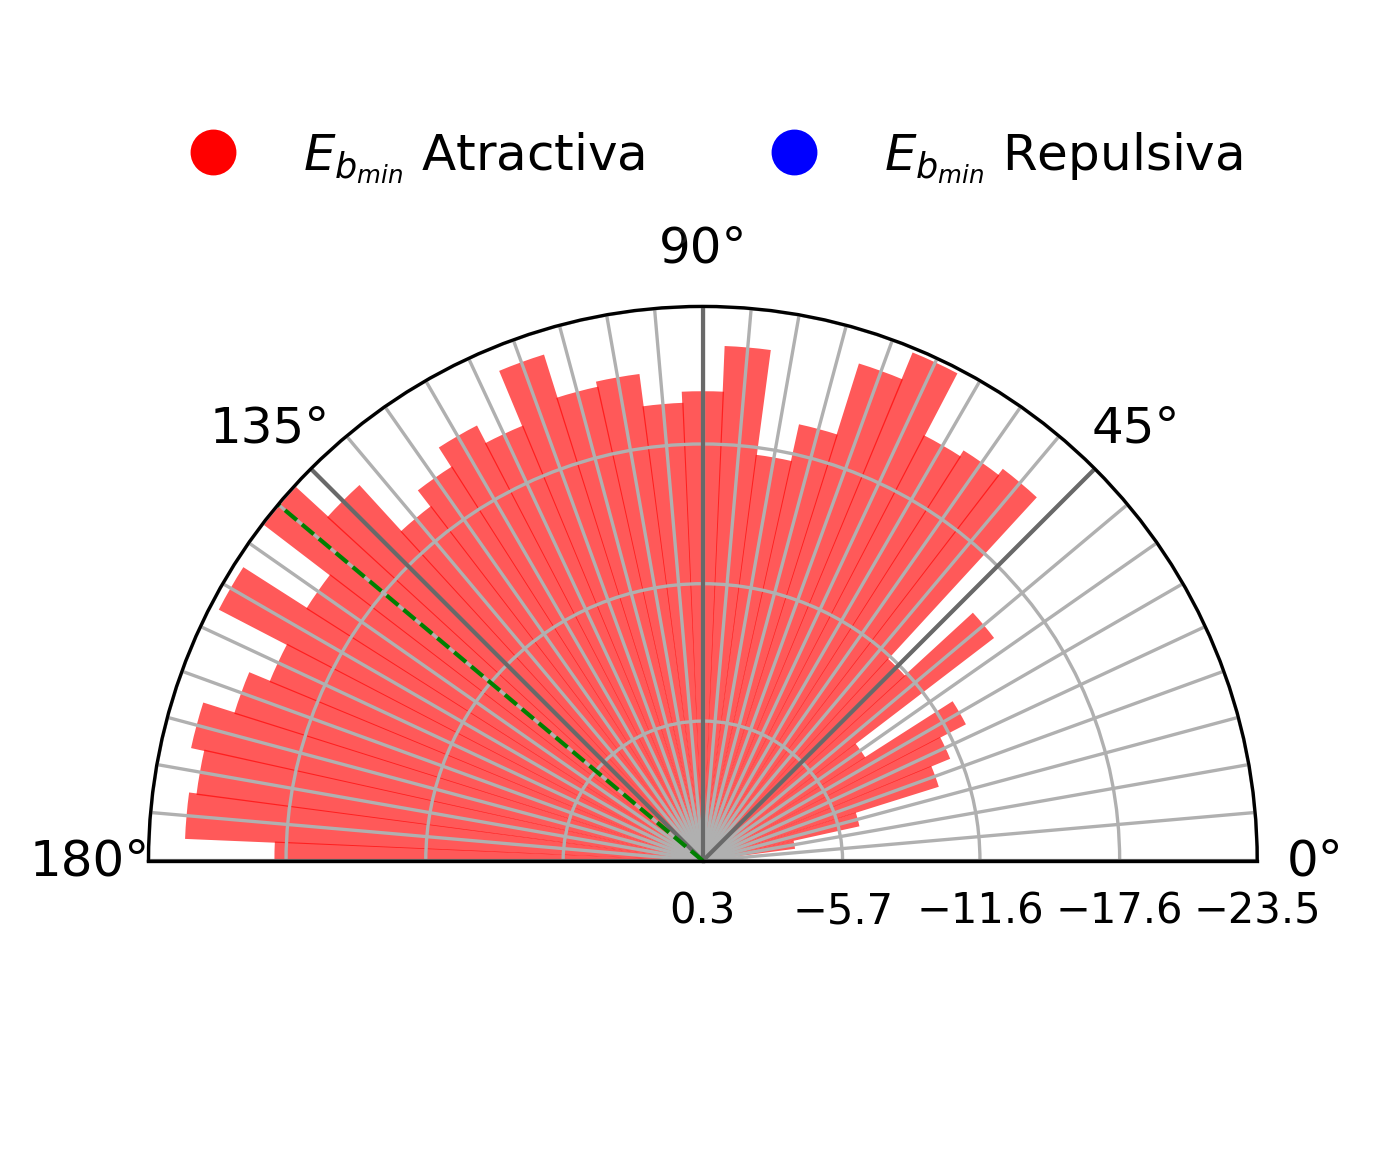 E_{b_{min}} Atractiva E_{b_{min}} Repulsiva
90°
135° 45°
180° 0°
0.3 −5.7 −11.6 −17.6 −23.5